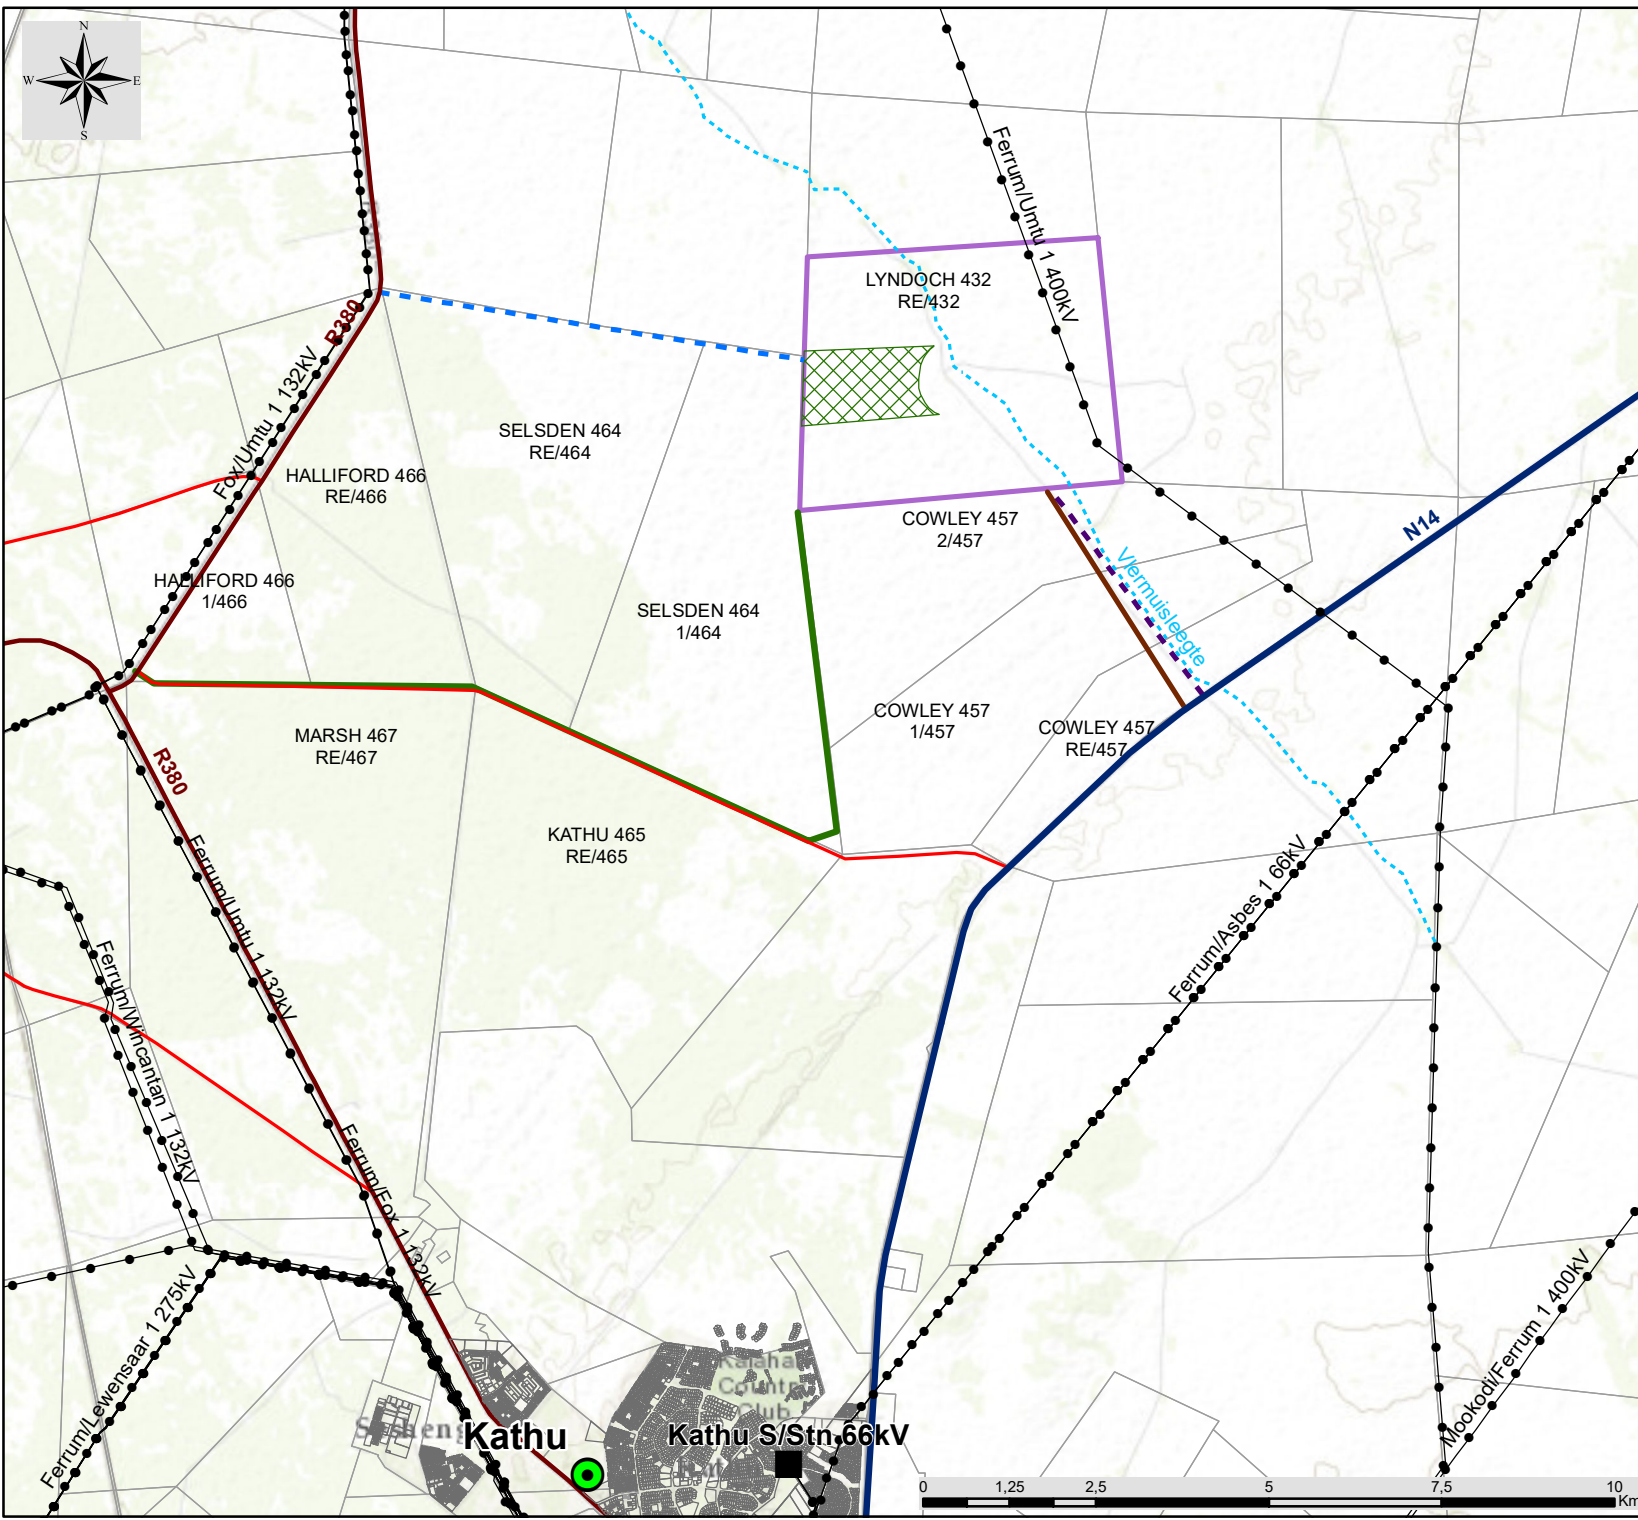 N
W
E
S
Ferrum/Umtu 1 400kV
LYNDOCH 432
RE/432
R380
Fox/Umtu 1 132kV
SELSDEN 464
RE/464
HALLIFORD 466
RE/466
COWLEY 457
2/457
N14
HALLIFORD 466
1/466
SELSDEN 464
1/464
Vlermuisleegte
COWLEY 457
1/457
COWLEY 457
RE/457
MARSH 467
RE/467
R380
KATHU 465
RE/465
Ferrum/Umtu 1 132kV
Ferrum/Asbes 1 66kV
Ferrum/Wincantan 1 132kV
Ferrum/Fox 1 132kV
Ferrum/Lewensaar 1 275kV
Mookodi/Ferrum 1 400kV
Country
Club
Kathu
Kathu S/Stn 66kV
0
1,25
2,5
5
7,5
10
Km